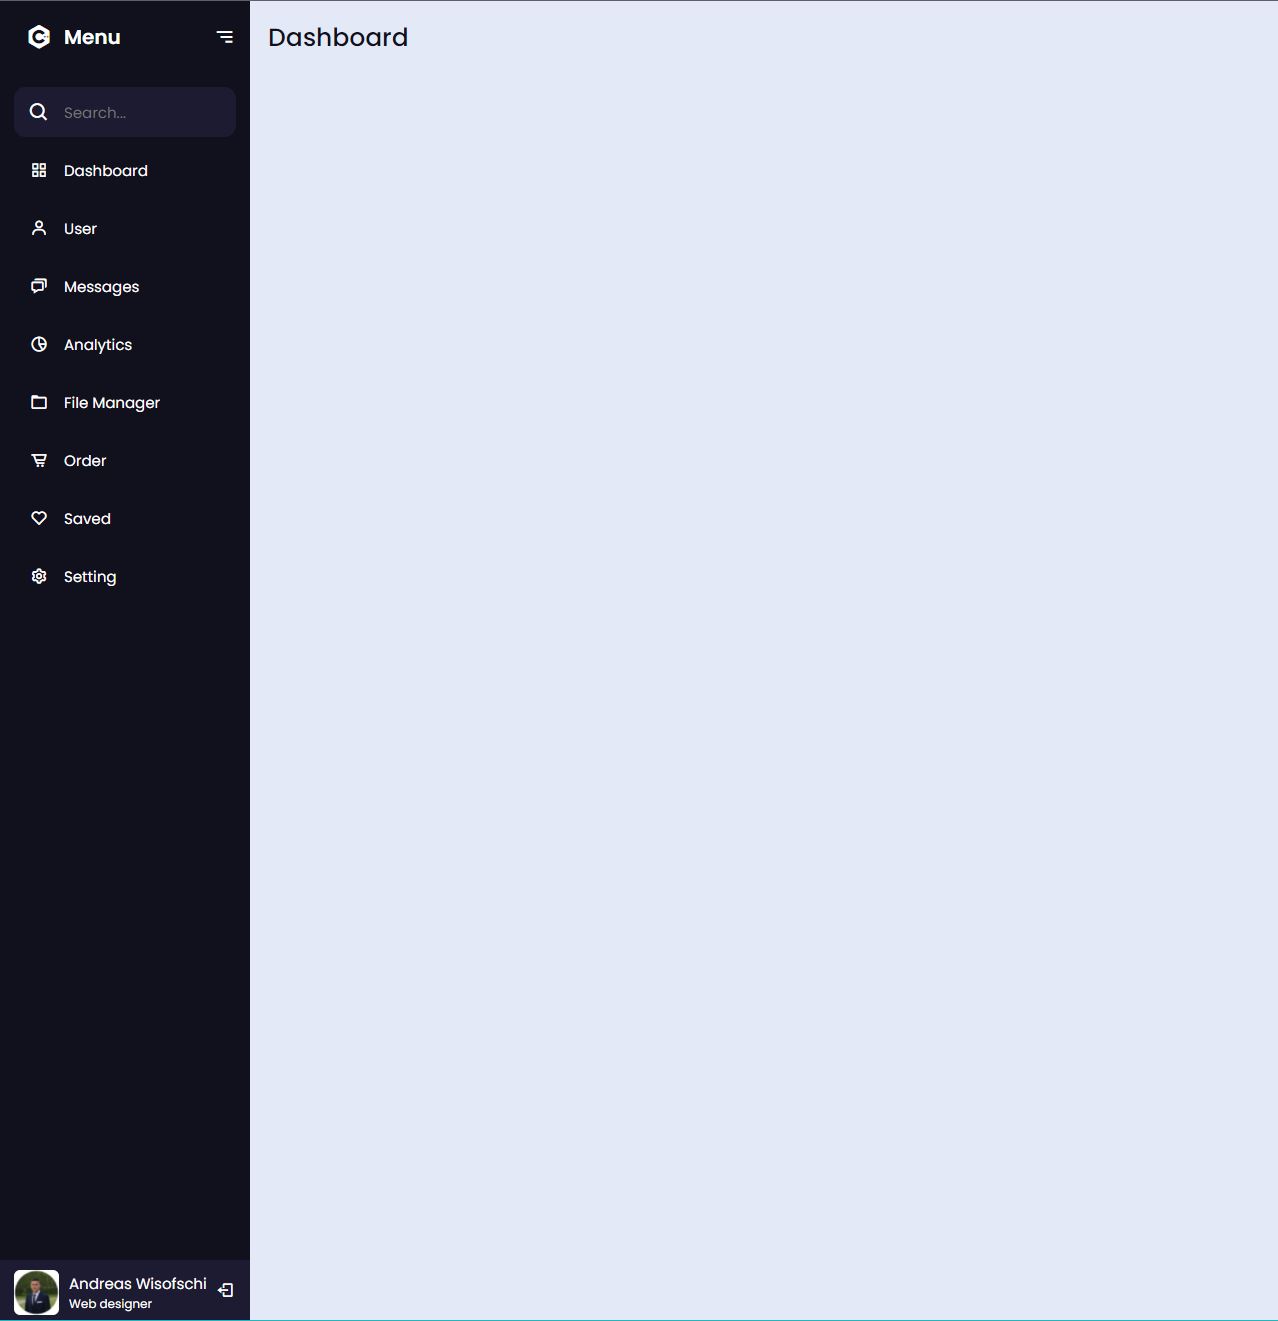 Menu
Dashboard
Search...
Dashboard
User
Messages
Analytics
File Manager
Order
Saved
Setting
Andreas Wisofschi
Web designer